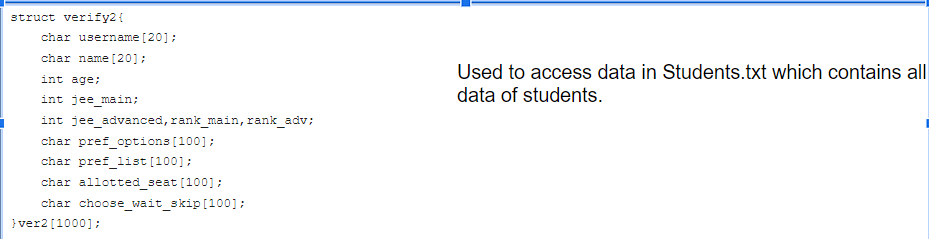 struct verify2{
    char username[20];
    char name[20];
    int age;
    int jee_main;
    int jee_advanced,rank_main,rank_adv;
    char pref_options[100];
    char pref_list[100];
    char allotted_seat[100];
    char choose_wait_skip[100];
}ver2[1000];
Used to access data in Students.txt which contains all
data of students.